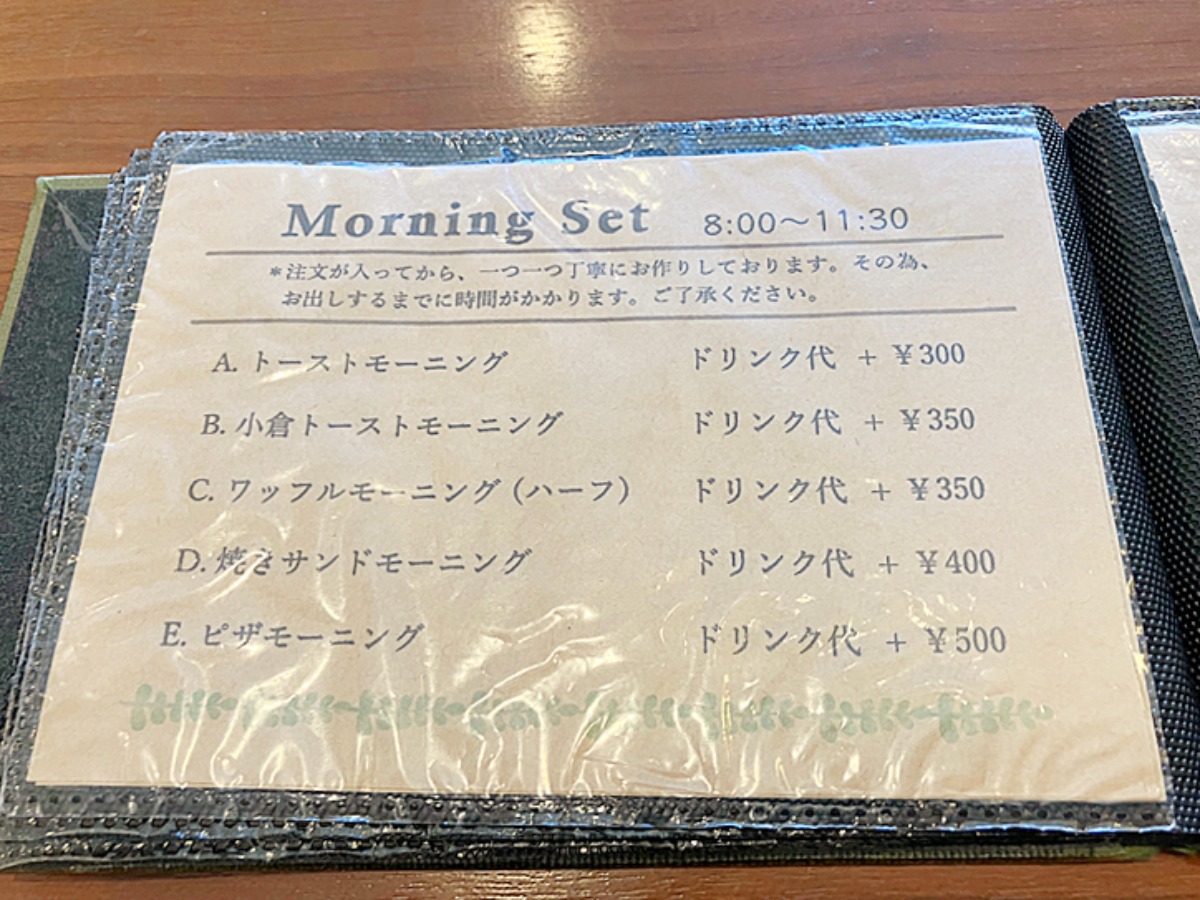 Morning Set 8:00～11:30
*注文が入ってから、一つ一つ丁寧にお作りしております。その為、
お出しするまでに時間がかかります。ご了承ください。
A. トーストモーニング ドリンク代 + ¥300
B. 小倉トーストモーニング ドリンク代 + ¥350
C. ワッフルモーニング (ハーフ) ドリンク代 + ¥350
D. 焼きサンドモーニング ドリンク代 + ¥400
E. ピザモーニング ドリンク代 + ¥500